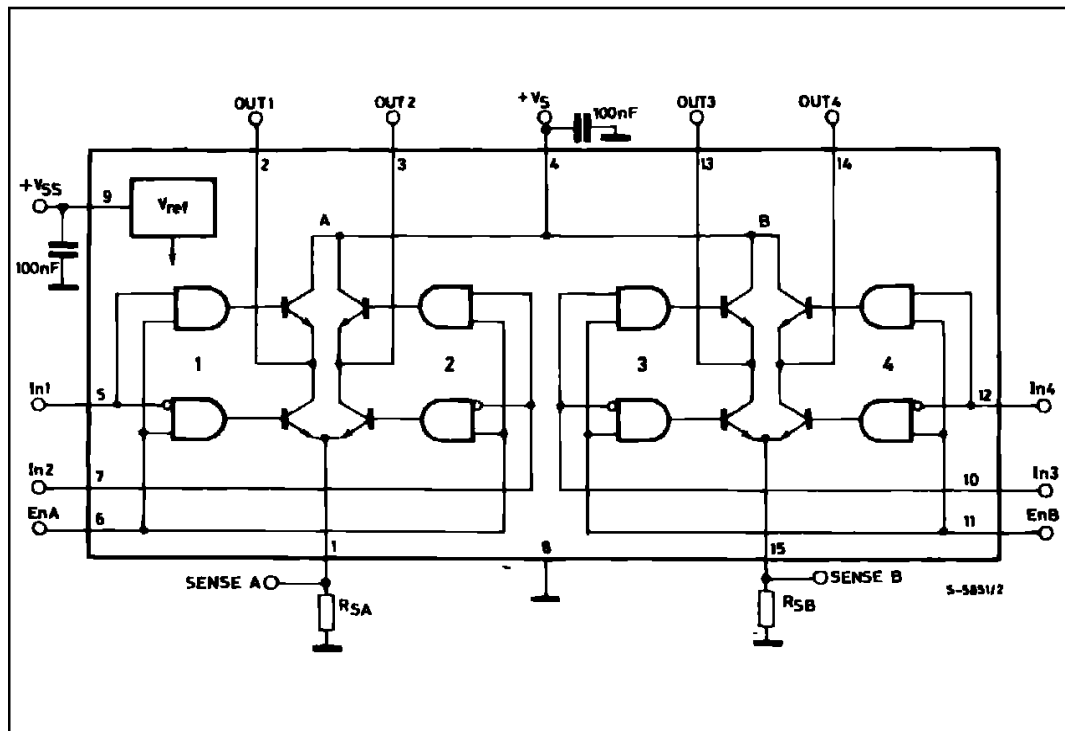 OUT1 OUT2 +VS 100nF OUT3 OUT4
2 3 4 13 14
+VSS 9 Vref
A B
100nF
1 2 3 4
In1 5 12 In4
In2 7 10 In3
EnA 6 11 EnB
1 8 15
SENSE A SENSE B
S-5851/2
RSA RSB